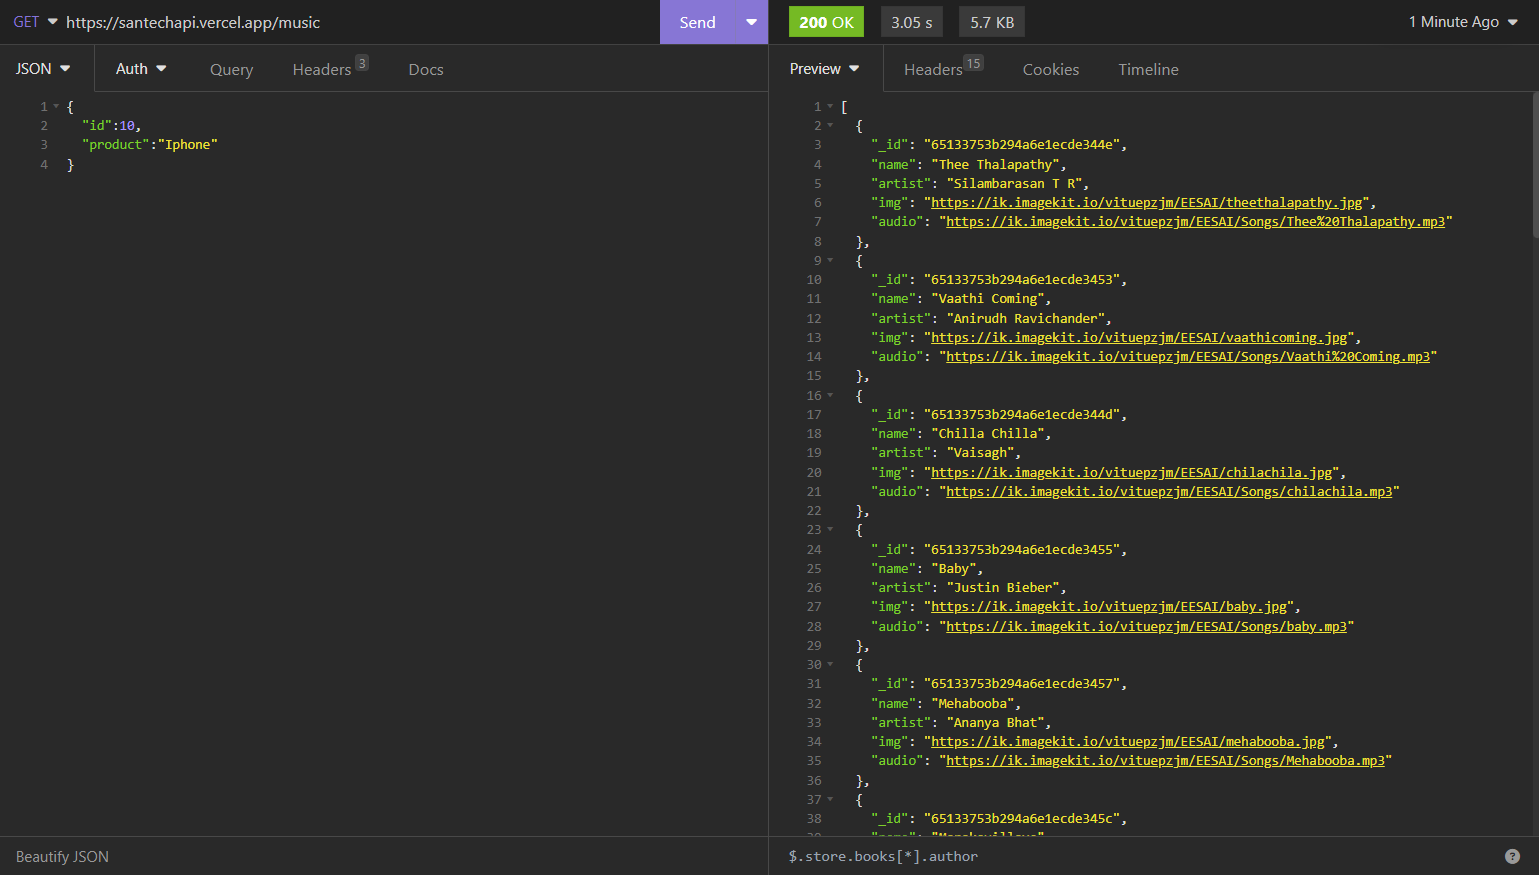 GET https://santechapi.vercel.app/music Send 200 OK 3.05 s 5.7 KB 1 Minute Ago
JSON Auth Query Headers 3 Docs
1 {
2 "id":10,
3 "product":"Iphone"
4 }
Beautify JSON
Preview Headers 15 Cookies Timeline
1 [
2 {
3 "_id": "65133753b294a6e1ecde344e",
4 "name": "Thee Thalapathy",
5 "artist": "Silambarasan T R",
6 "img": "https://ik.imagekit.io/vituepzjm/EESAI/theethalapathy.jpg",
7 "audio": "https://ik.imagekit.io/vituepzjm/EESAI/Songs/Thee%20Thalapathy.mp3"
8 },
9 {
10 "_id": "65133753b294a6e1ecde3453",
11 "name": "Vaathi Coming",
12 "artist": "Anirudh Ravichander",
13 "img": "https://ik.imagekit.io/vituepzjm/EESAI/vaathicoming.jpg",
14 "audio": "https://ik.imagekit.io/vituepzjm/EESAI/Songs/Vaathi%20Coming.mp3"
15 },
16 {
17 "_id": "65133753b294a6e1ecde344d",
18 "name": "Chilla Chilla",
19 "artist": "Vaisagh",
20 "img": "https://ik.imagekit.io/vituepzjm/EESAI/chilachila.jpg",
21 "audio": "https://ik.imagekit.io/vituepzjm/EESAI/Songs/chilachila.mp3"
22 },
23 {
24 "_id": "65133753b294a6e1ecde3455",
25 "name": "Baby",
26 "artist": "Justin Bieber",
27 "img": "https://ik.imagekit.io/vituepzjm/EESAI/baby.jpg",
28 "audio": "https://ik.imagekit.io/vituepzjm/EESAI/Songs/baby.mp3"
29 },
30 {
31 "_id": "65133753b294a6e1ecde3457",
32 "name": "Mehabooba",
33 "artist": "Ananya Bhat",
34 "img": "https://ik.imagekit.io/vituepzjm/EESAI/mehabooba.jpg",
35 "audio": "https://ik.imagekit.io/vituepzjm/EESAI/Songs/Mehabooba.mp3"
36 },
37 {
38 "_id": "65133753b294a6e1ecde345c",
$.store.books[*].author ?